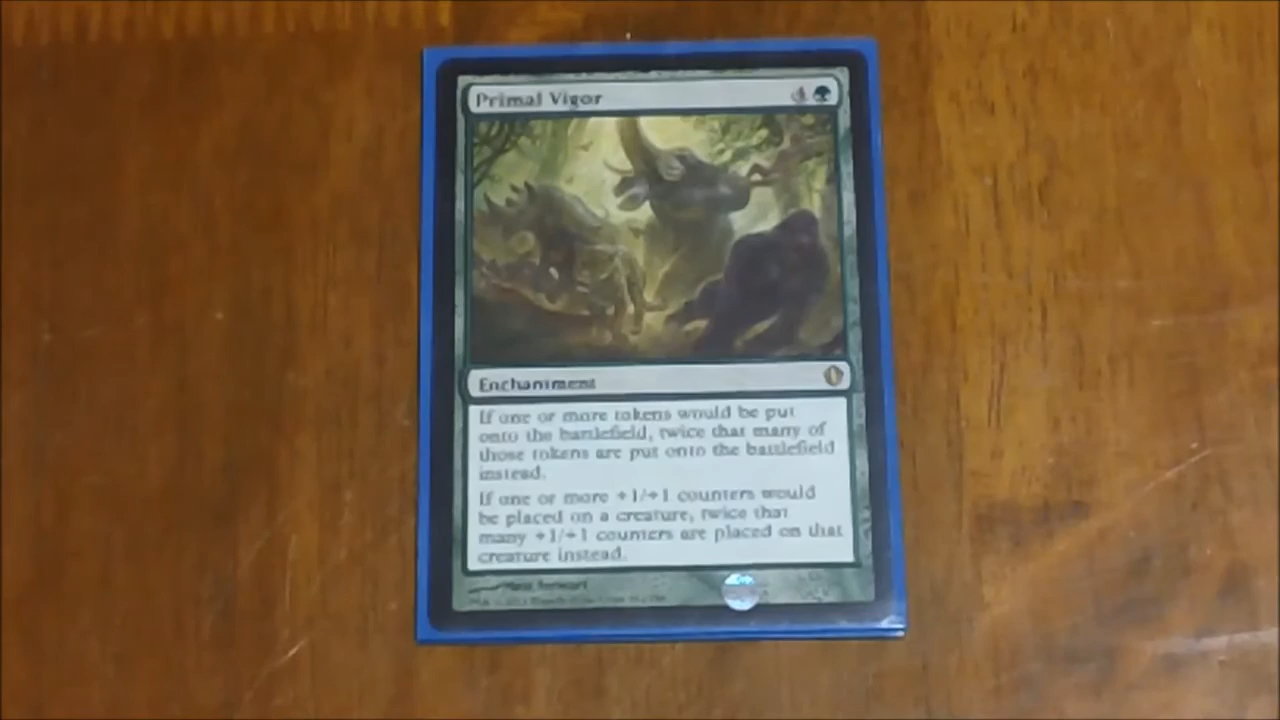 Primal Vigor 4
Enchantment
If one or more tokens would be put
onto the battlefield, twice that many of
those tokens are put onto the battlefield
instead.
If one or more +1/+1 counters would
be placed on a creature, twice that
many +1/+1 counters are placed on that
creature instead.